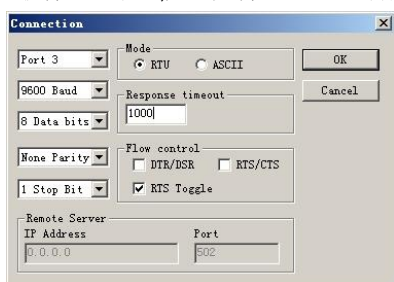 Connection
Port 3
9600 Baud
8 Data bits
None Parity
1 Stop Bit
Mode
RTU
ASCII
Response timeout
1000
Flow control
DTR/DSR
RTS/CTS
RTS Toggle
OK
Cancel
Remote Server
IP Address
Port
0.0.0.0
502